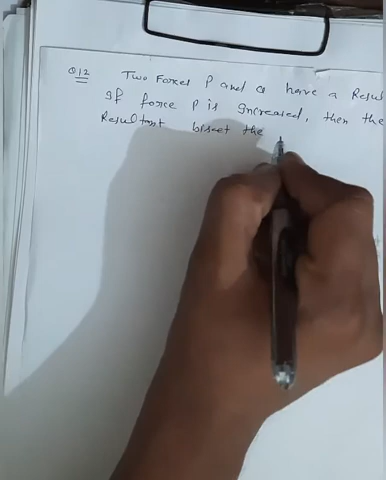 Q12 Two Forces P and Q have a Resul
If force P is Increased, then the
Resultant bisect the